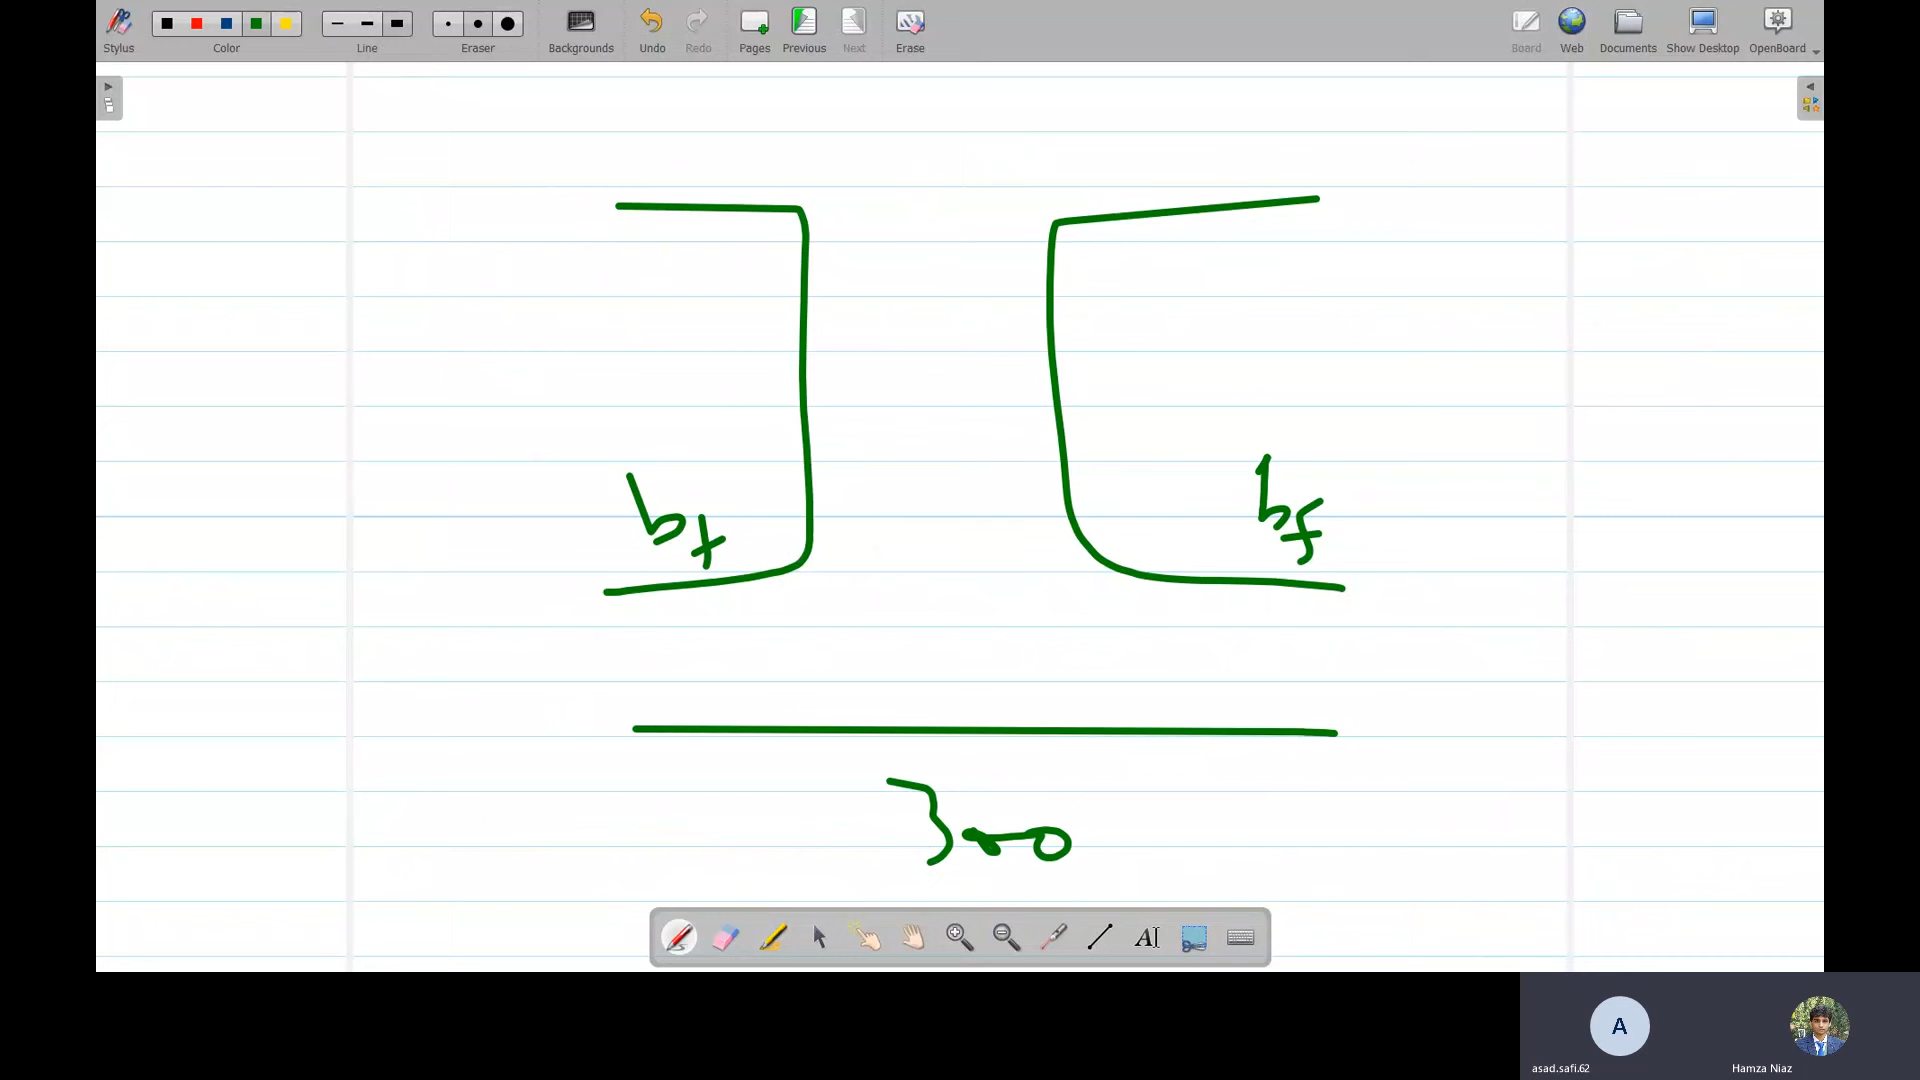 Stylus Color Line Eraser Backgrounds Undo Redo Pages Previous Next Erase Board Web Documents Show Desktop OpenBoard
bf bf
300
AI
A
asad.safi.62 Hamza Niaz